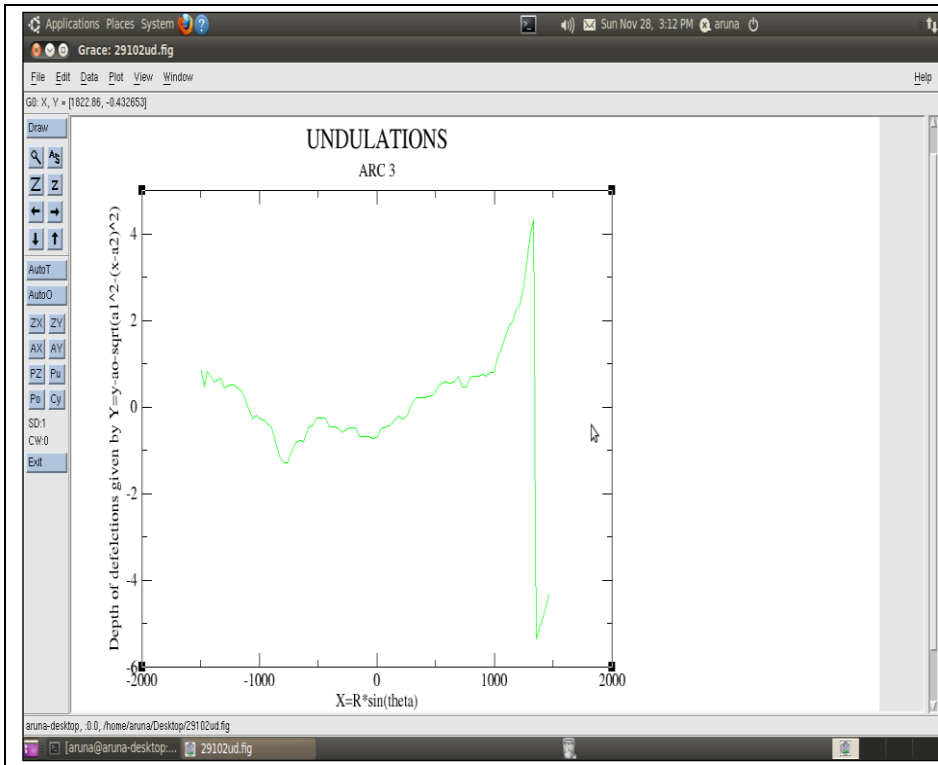 Applications Places System
Sun Nov 28, 3:12 PM aruna
Grace: 29102ud.fig
File Edit Data Plot View Window Help
G0: X, Y = [1822.86, -0.432653]
Draw
AS
Z z
AutoT
AutoO
ZX ZY
AX AY
PZ Pu
Po Cy
SD:1
CW:0
Exit
UNDULATIONS
ARC 3
Depth of defelctions given by Y=y-ao-sqrt(a1^2-(x-a2)^2)
4
2
0
-2
-4
-6
-2000 -1000 0 1000 2000
X=R*sin(theta)
aruna-desktop, :0.0, /home/aruna/Desktop/29102ud.fig
[aruna@aruna-desktop:... 29102ud.fig